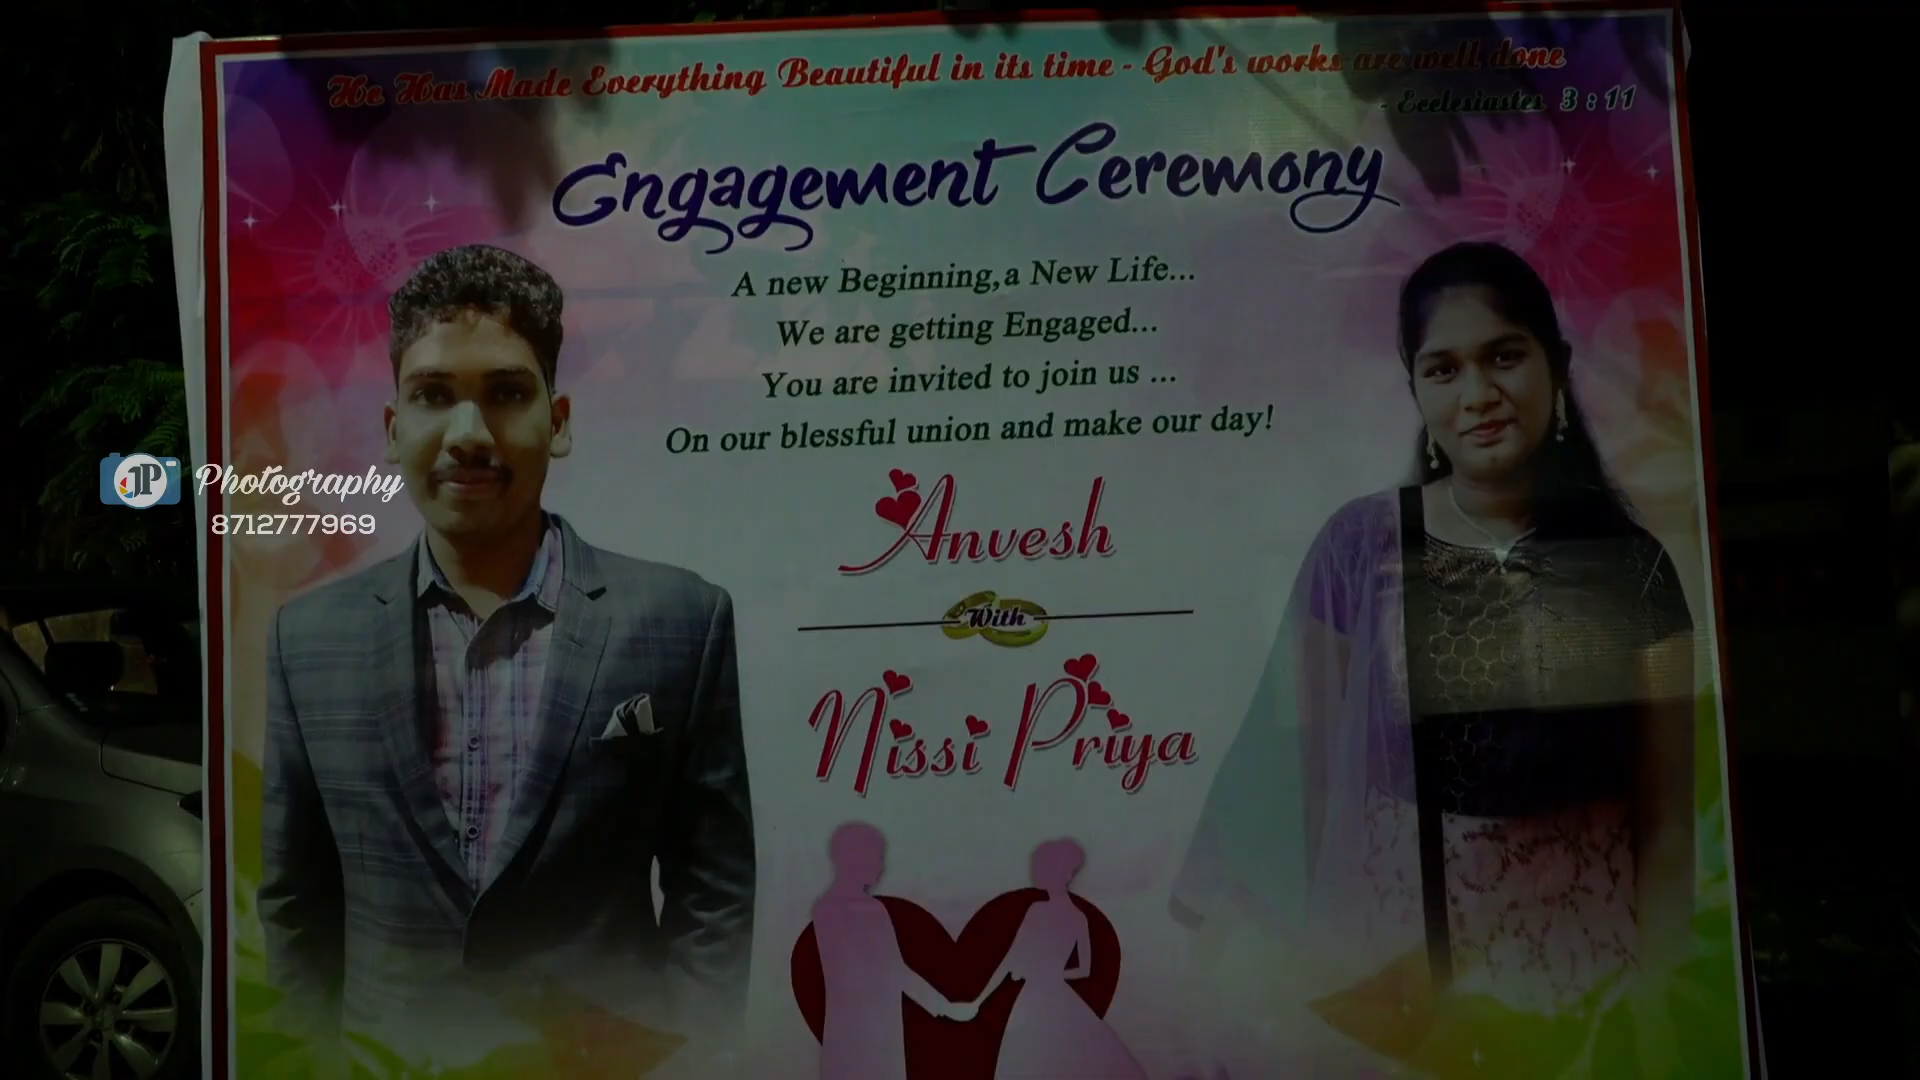 He Has Made Everything Beautiful in its time - God's works are well done
- Ecclesiastes 3 : 11
Engagement Ceremony
A new Beginning,a New Life...
We are getting Engaged...
You are invited to join us ...
On our blessful union and make our day!
JP Photography
8712777969
Anvesh
With
Nissi Priya